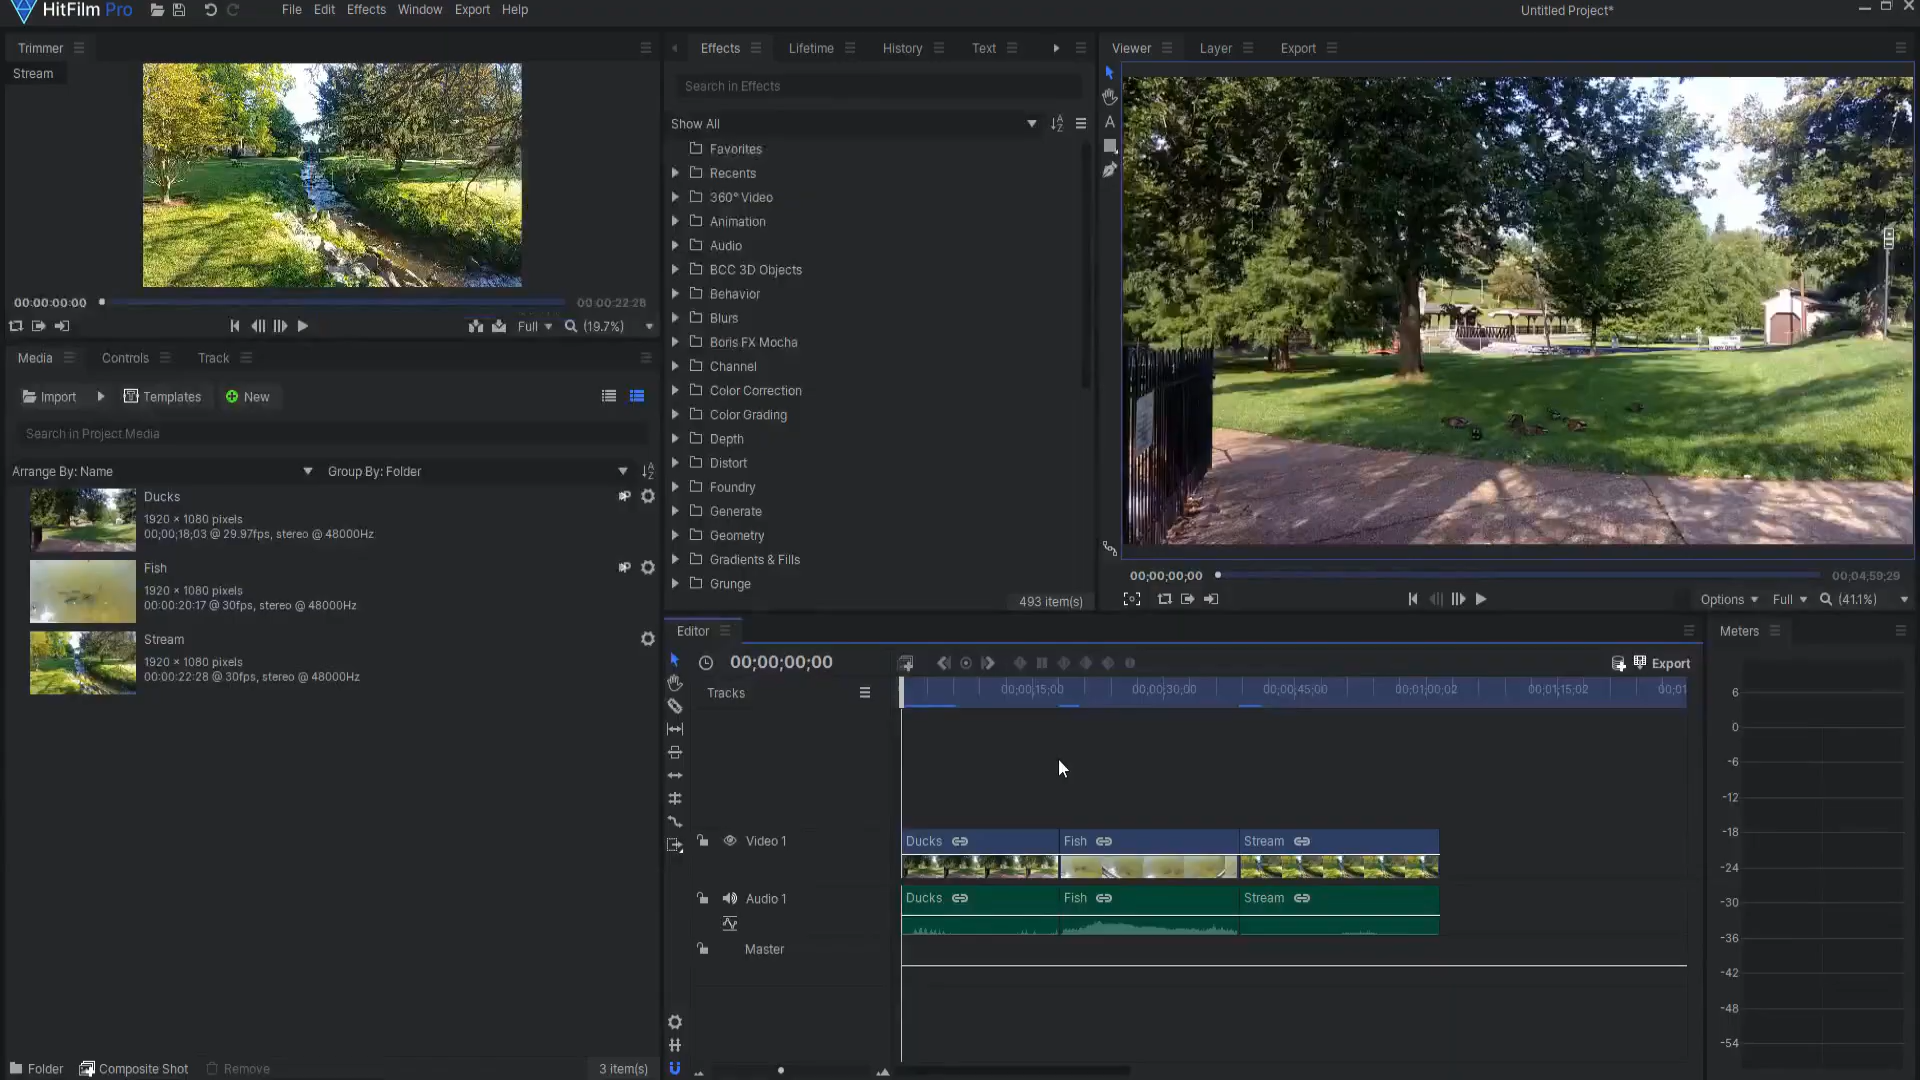 HitFilm Pro
File Edit Effects Window Export Help
Untitled Project*
Trimmer
Stream
00:00:00:00
00:00:22:28
Full
(19.7%)
Media Controls Track
Import Templates New
Search in Project Media
Arrange By: Name Group By: Folder
Ducks
1920 × 1080 pixels
00;00;18;03 @ 29.97fps, stereo @ 48000Hz
Fish
1920 × 1080 pixels
00:00:20:17 @ 30fps, stereo @ 48000Hz
Stream
1920 × 1080 pixels
00:00:22:28 @ 30fps, stereo @ 48000Hz
Folder Composite Shot Remove 3 item(s)
Effects Lifetime History Text
Search in Effects
Show All
Favorites
Recents
360° Video
Animation
Audio
BCC 3D Objects
Behavior
Blurs
Boris FX Mocha
Channel
Color Correction
Color Grading
Depth
Distort
Foundry
Generate
Geometry
Gradients & Fills
Grunge
493 item(s)
Viewer Layer Export
A
00;00;00;00
00;04;59;29
Options Full (41.1%)
Editor
00;00;00;00
Export
Tracks
00;00;15;00 00;00;30;00 00;00;45;00 00;01;00;02 00;01;15;02 00;01
Video 1
Ducks Fish Stream
Audio 1
Ducks Fish Stream
Master
Meters
6
0
-6
-12
-18
-24
-30
-36
-42
-48
-54